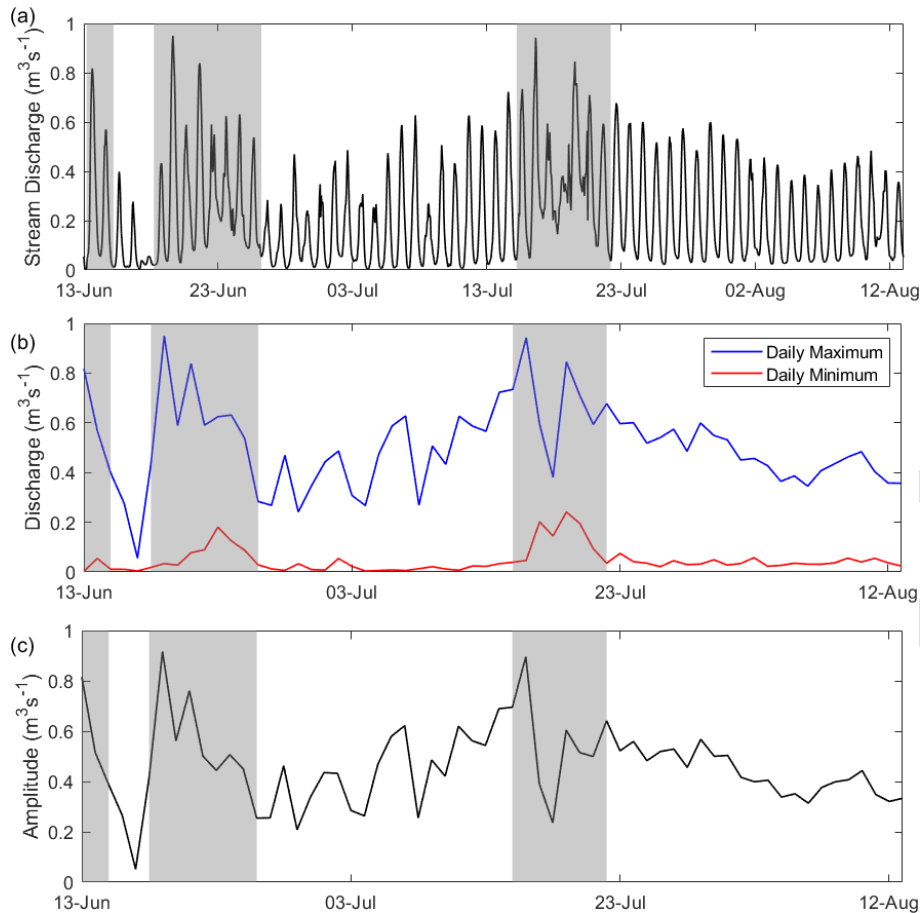 (a)
Stream Discharge (m³s⁻¹)
1
0.8
0.6
0.4
0.2
0
13-Jun 23-Jun 03-Jul 13-Jul 23-Jul 02-Aug 12-Aug
(b)
Discharge (m³s⁻¹)
1
0.8
0.6
0.4
0.2
0
Daily Maximum
Daily Minimum
13-Jun 03-Jul 23-Jul 12-Aug
(c)
Amplitude (m³s⁻¹)
1
0.8
0.6
0.4
0.2
0
13-Jun 03-Jul 23-Jul 12-Aug